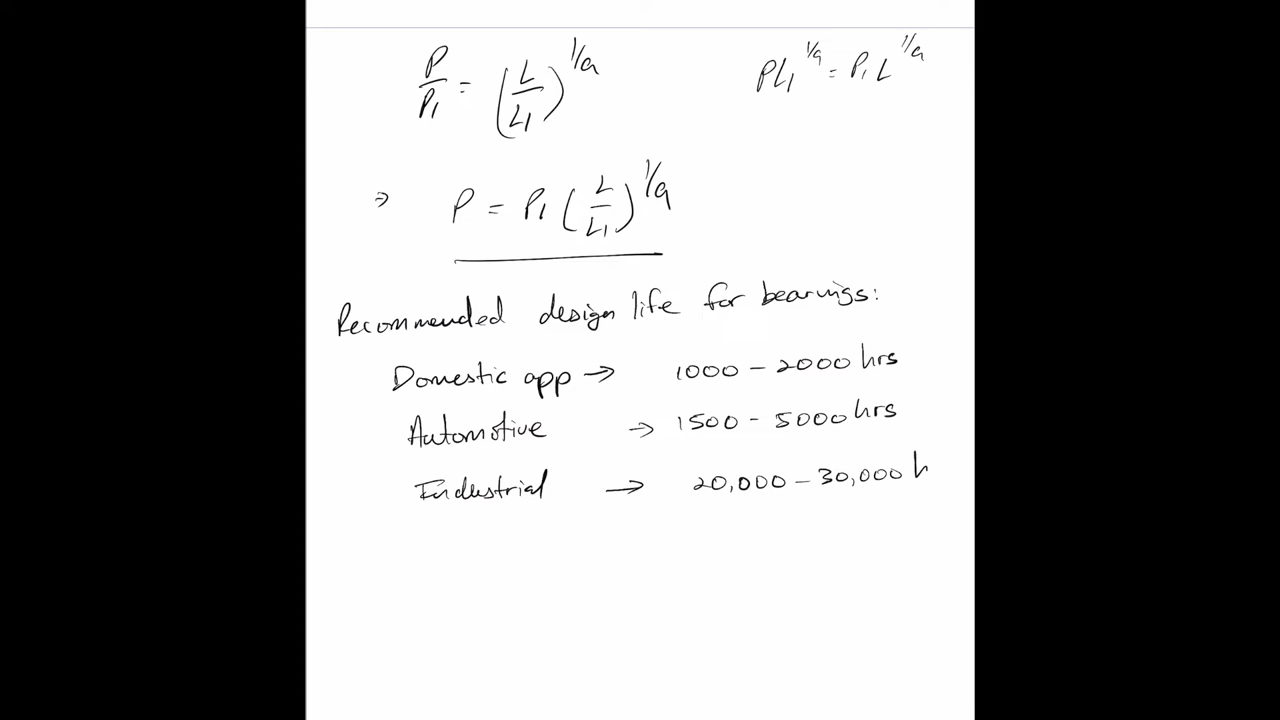 P/P1 = (L/L1)^1/a PL1^1/a = P1 L^1/a
⇒ P = P1 (L/L1)^1/a
Recommended design life for bearings:
Domestic app → 1000 - 2000 hrs
Automotive → 1500 - 5000 hrs
Industrial → 20,000 - 30,000 h